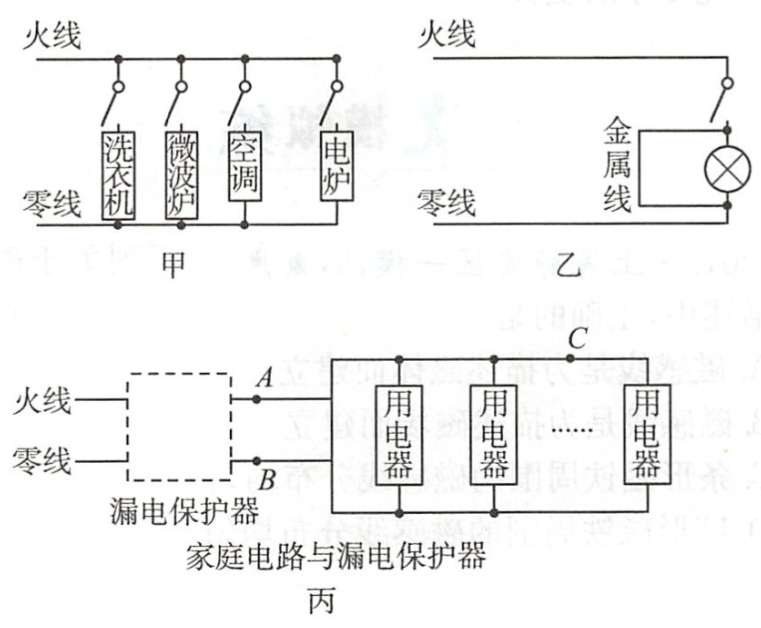 火线
洗衣机
微波炉
空调
电炉
零线
甲
火线
金属线
零线
乙
火线
零线
漏电保护器
A
B
C
用电器
用电器
……
用电器
家庭电路与漏电保护器
丙